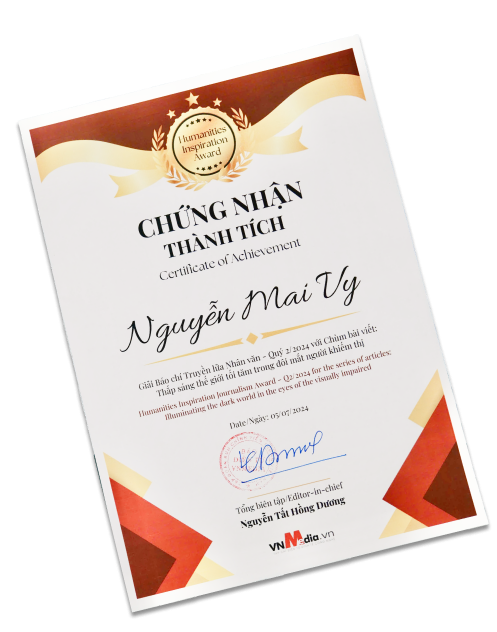 Humanities
Inspiration
Award
CHỨNG NHẬN
THÀNH TÍCH
Certificate of Achievement
Nguyễn Mai Vy
Giải Báo chí Truyền lửa Nhân văn - Quý 2/2024 với Chùm bài viết:
Thắp sáng thế giới tối tăm trong đôi mắt người khiếm thị
Humanities Inspiration Journalism Award - Q2/2024 for the series of articles:
Illuminating the dark world in the eyes of the visually impaired
Date/Ngày: 05/07/2024
Tổng biên tập/Editor-in-chief
Nguyễn Tất Hồng Dương
VNMedia.vn